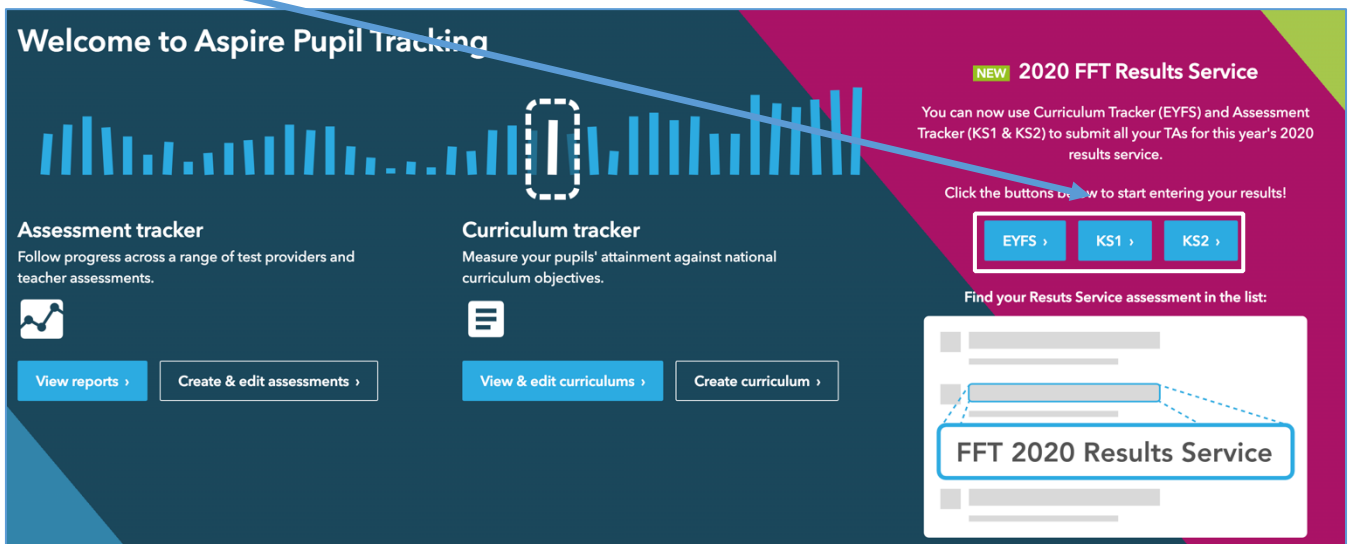 Welcome to Aspire Pupil Tracking
Assessment tracker
Follow progress across a range of test providers and
teacher assessments.
View reports ›
Create & edit assessments ›
Curriculum tracker
Measure your pupils' attainment against national
curriculum objectives.
View & edit curriculums ›
Create curriculum ›
NEW 2020 FFT Results Service
You can now use Curriculum Tracker (EYFS) and Assessment
Tracker (KS1 & KS2) to submit all your TAs for this year's 2020
results service.
Click the buttons below to start entering your results!
EYFS › KS1 › KS2 ›
Find your Resuts Service assessment in the list:
FFT 2020 Results Service